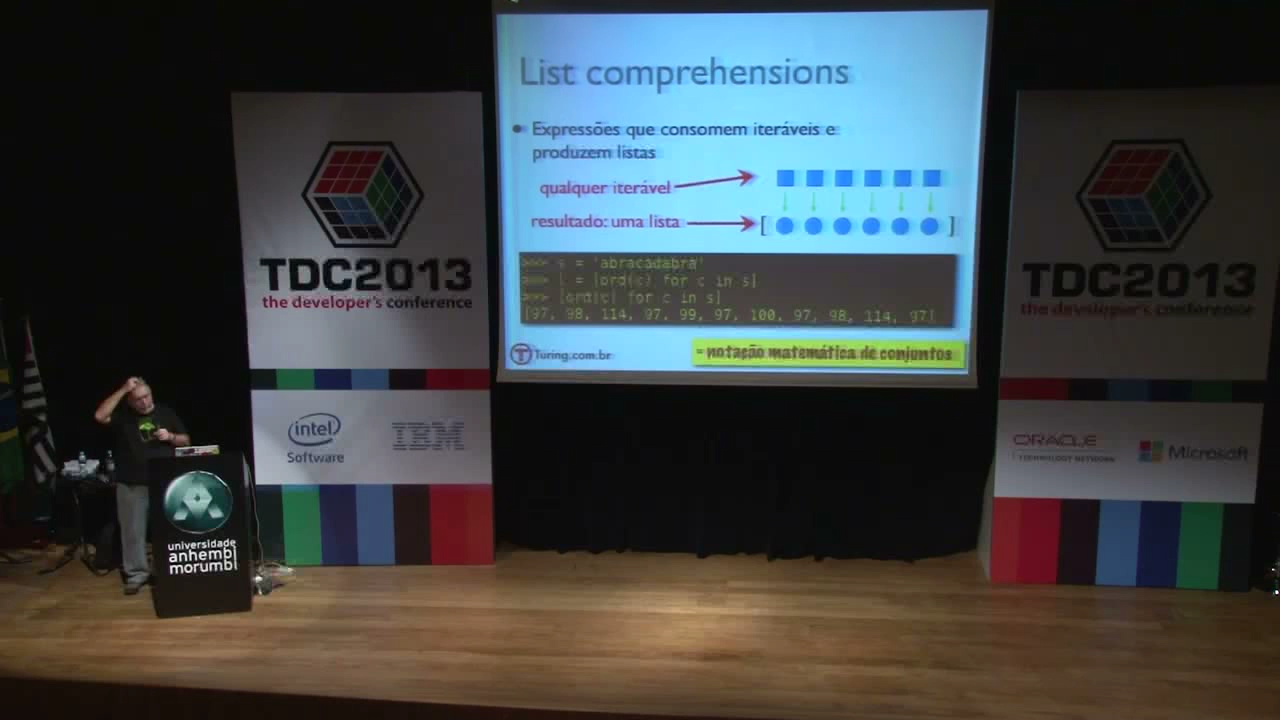 List comprehensions
• Expressões que consomem iteráveis e
produzem listas
qualquer iterável
resultado: uma lista
[ ]
>>> s = 'abracadabra'
>>> l = [ord(c) for c in s]
>>> [ord(c) for c in s]
[97, 98, 114, 97, 99, 97, 100, 97, 98, 114, 97]
T Turing.com.br
≈ notação matemática de conjuntos
TDC2013
the developer's conference
intel
Software
IBM
universidade
anhembi
morumbi
TDC2013
the developer's conference
ORACLE
TECHNOLOGY NETWORK
Microsoft